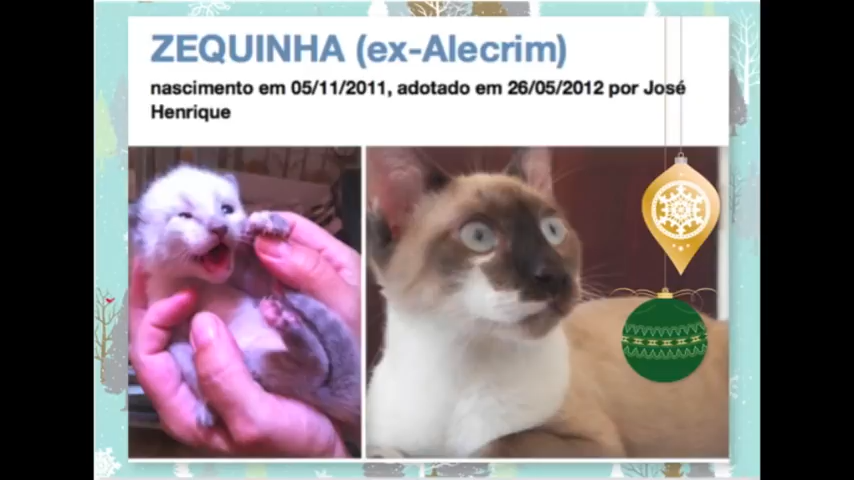 ZEQUINHA (ex-Alecrim)
nascimento em 05/11/2011, adotado em 26/05/2012 por José
Henrique